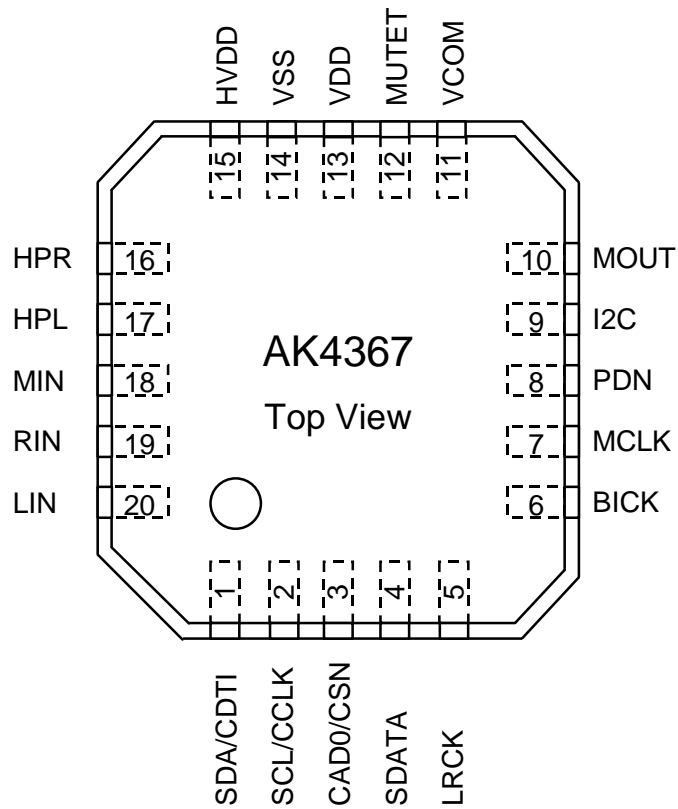 HVDD VSS VDD MUTET VCOM
15 14 13 12 11
HPR 16 10 MOUT
HPL 17 9 I2C
MIN 18 8 PDN
RIN 19 7 MCLK
LIN 20 6 BICK
AK4367
Top View
1 2 3 4 5
SDA/CDTI SCL/CCLK CAD0/CSN SDATA LRCK